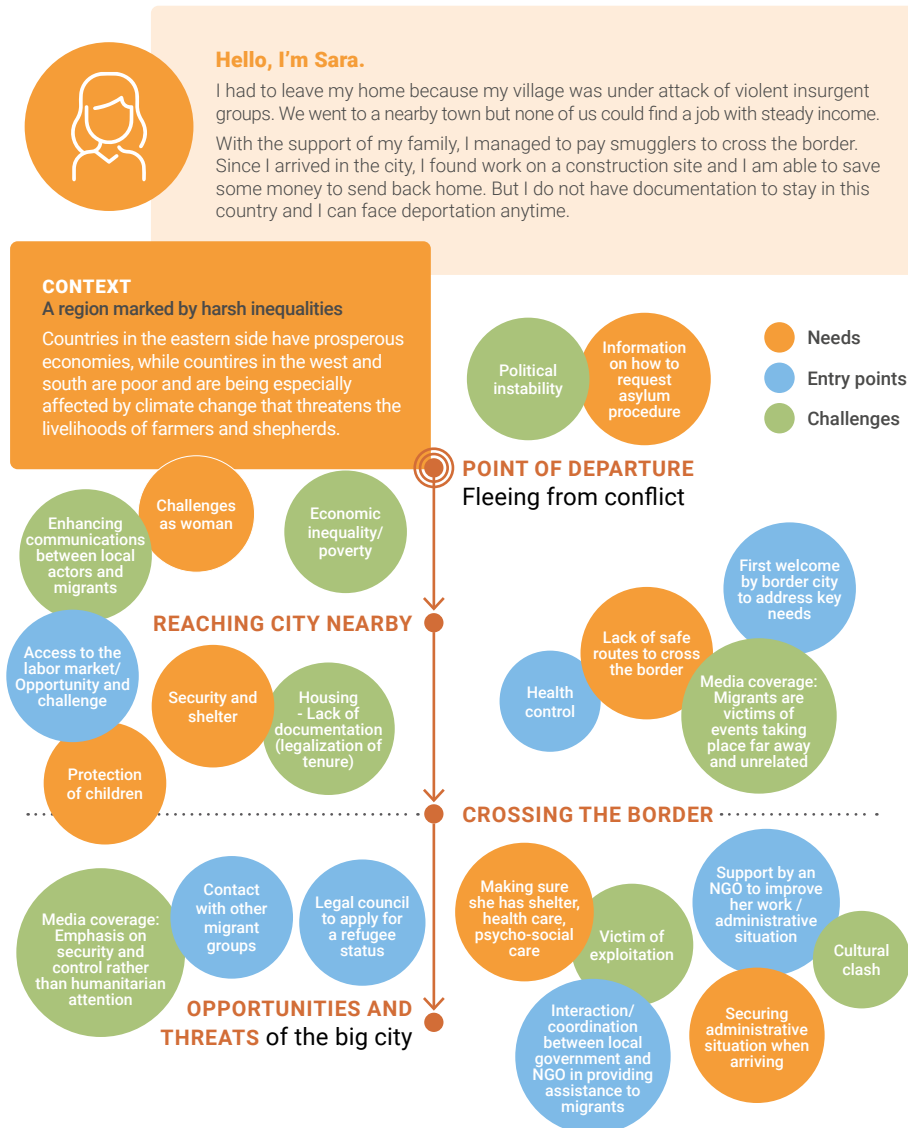 Hello, I'm Sara.
I had to leave my home because my village was under attack of violent insurgent
groups. We went to a nearby town but none of us could find a job with steady income.
With the support of my family, I managed to pay smugglers to cross the border.
Since I arrived in the city, I found work on a construction site and I am able to save
some money to send back home. But I do not have documentation to stay in this
country and I can face deportation anytime.
CONTEXT
A region marked by harsh inequalities
Countries in the eastern side have prosperous
economies, while countires in the west and
south are poor and are being especially
affected by climate change that threatens the
livelihoods of farmers and shepherds.
Political
instability
Information
on how to
request
asylum
procedure
Needs
Entry points
Challenges
POINT OF DEPARTURE
Fleeing from conflict
Enhancing
communications
between local
actors and
migrants
Challenges
as woman
Economic
inequality/
poverty
REACHING CITY NEARBY
Access to the
labor market/
Opportunity and
challenge
Security and
shelter
Housing
- Lack of
documentation
(legalization of
tenure)
Protection
of children
First welcome
by border city
to address key
needs
Lack of safe
routes to cross
the border
Health
control
Media coverage:
Migrants are
victims of
events taking
place far away
and unrelated
CROSSING THE BORDER
Media coverage:
Emphasis on
security and
control rather
than humanitarian
attention
Contact
with other
migrant
groups
Legal council
to apply for
a refugee
status
Making sure
she has shelter,
health care,
psycho-social
care
Victim of
exploitation
Support by an
NGO to improve
her work /
administrative
situation
Cultural
clash
OPPORTUNITIES AND
THREATS of the big city
Interaction/
coordination
between local
government and
NGO in providing
assistance to
migrants
Securing
administrative
situation when
arriving